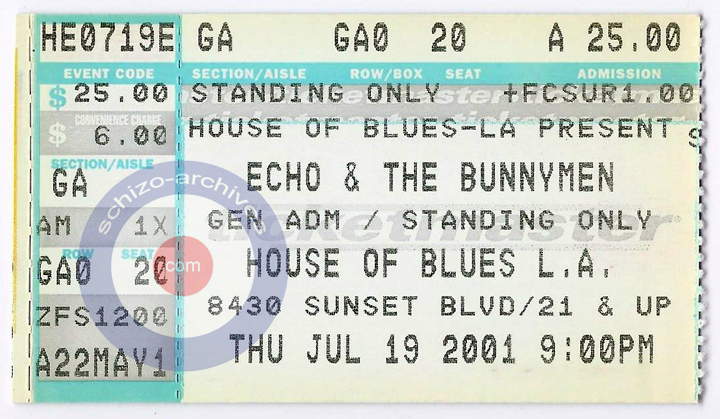 HE0719E GA GA0 20 A 25.00
EVENT CODE SECTION/AISLE ROW/BOX SEAT ADMISSION
$ 25.00 STANDING ONLY +FCSUR1.00
CONVENIENCE CHARGE
$ 6.00 HOUSE OF BLUES-LA PRESENT S
SECTION/AISLE
GA ECHO & THE BUNNYMEN
AM 1X GEN ADM / STANDING ONLY
ticketmaster
ROW SEAT
GA0 20 HOUSE OF BLUES L.A.
ZFS1200 8430 SUNSET BLVD/21 & UP
A22MAY1 THU JUL 19 2001 9:00PM
schizo-archives
.com